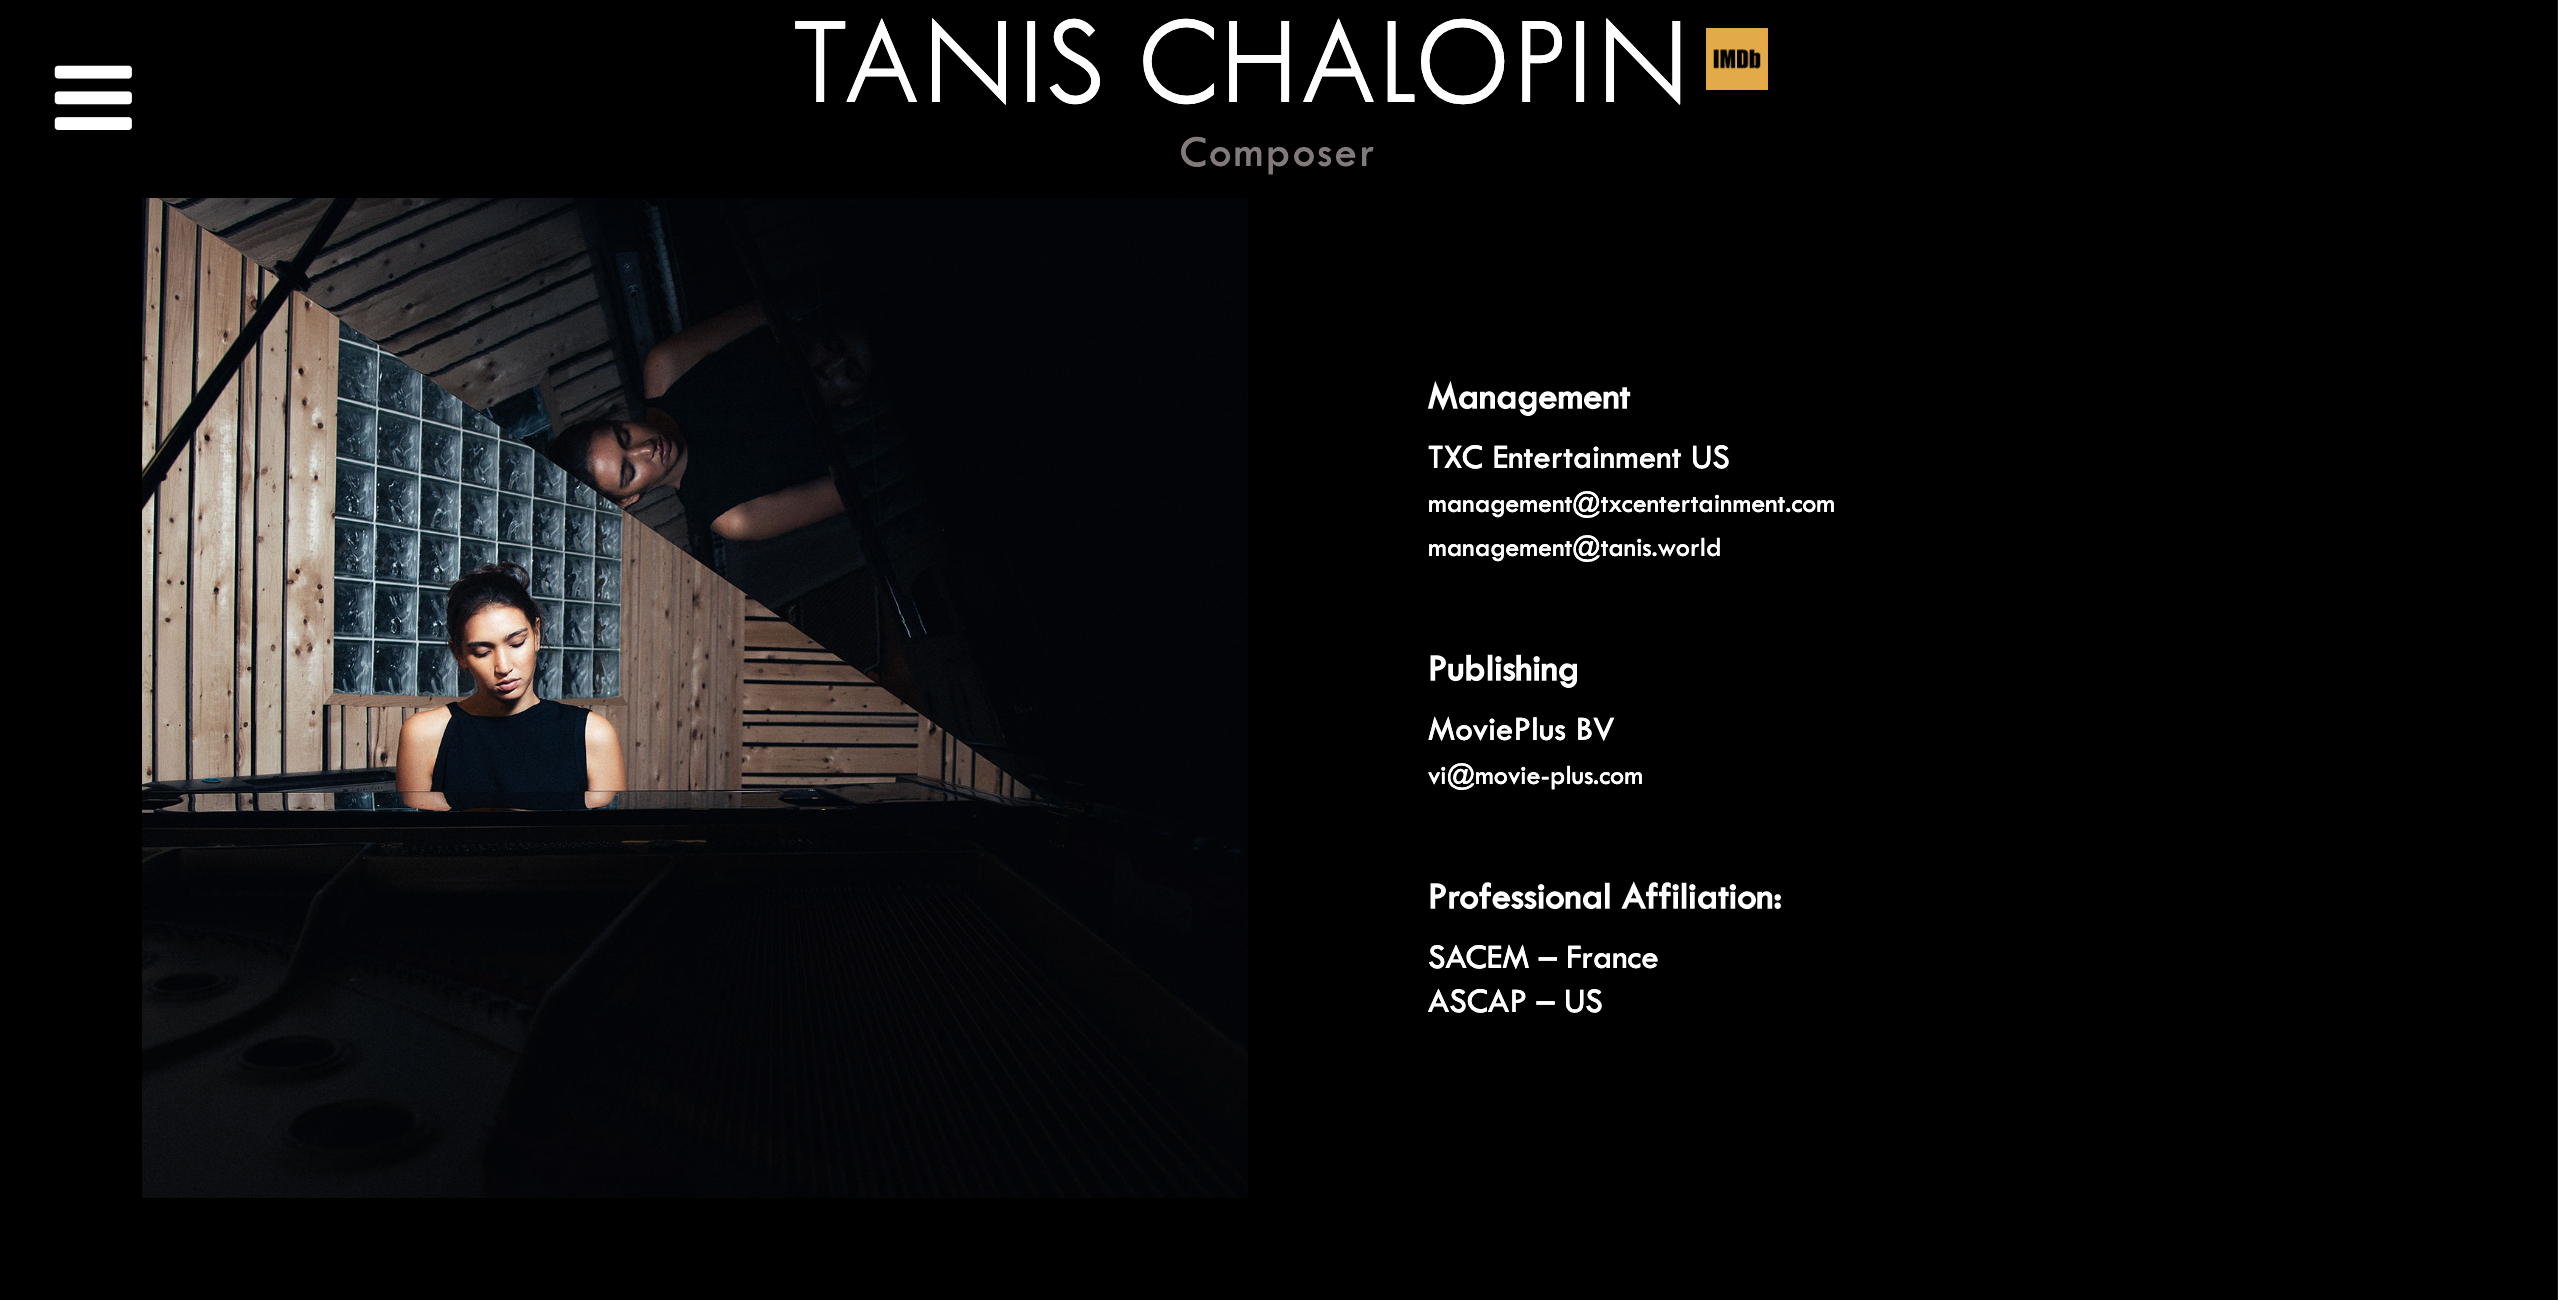 TANIS CHALOPIN
IMDb
Composer
Management
TXC Entertainment US
management@txcentertainment.com
management@tanis.world
Publishing
MoviePlus BV
vi@movie-plus.com
Professional Affiliation:
SACEM – France
ASCAP – US